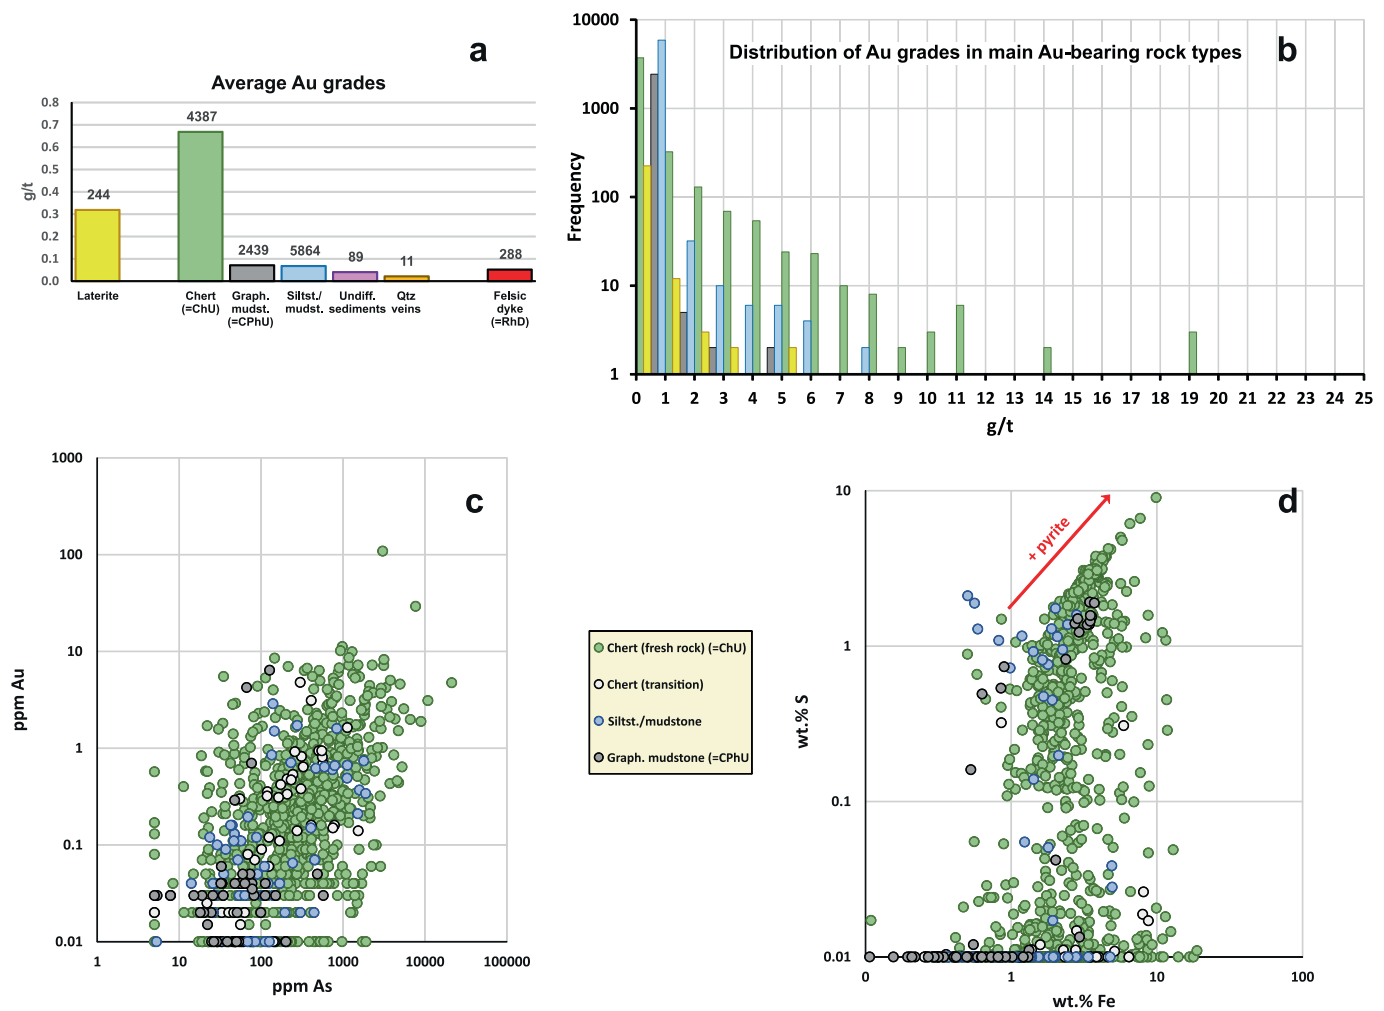 a
Average Au grades
g/t
0.8
0.7
0.6
0.5
0.4
0.3
0.2
0.1
0.0
244
4387
2439
5864
89
11
288
Laterite
Chert
(=ChU)
Graph.
mudst.
(=CPhU)
Siltst./
mudst.
Undiff.
sediments
Qtz
veins
Felsic
dyke
(=RhD)
b
Distribution of Au grades in main Au-bearing rock types
Frequency
10000
1000
100
10
1
0 1 2 3 4 5 6 7 8 9 10 11 12 13 14 15 16 17 18 19 20 21 22 23 24 25
g/t
c
ppm Au
1000
100
10
1
0.1
0.01
1 10 100 1000 10000 100000
ppm As
Chert (fresh rock) (=ChU)
Chert (transition)
Siltst./mudstone
Graph. mudstone (=CPhU
d
+ pyrite
wt.% S
10
1
0.1
0.01
0 1 10 100
wt.% Fe